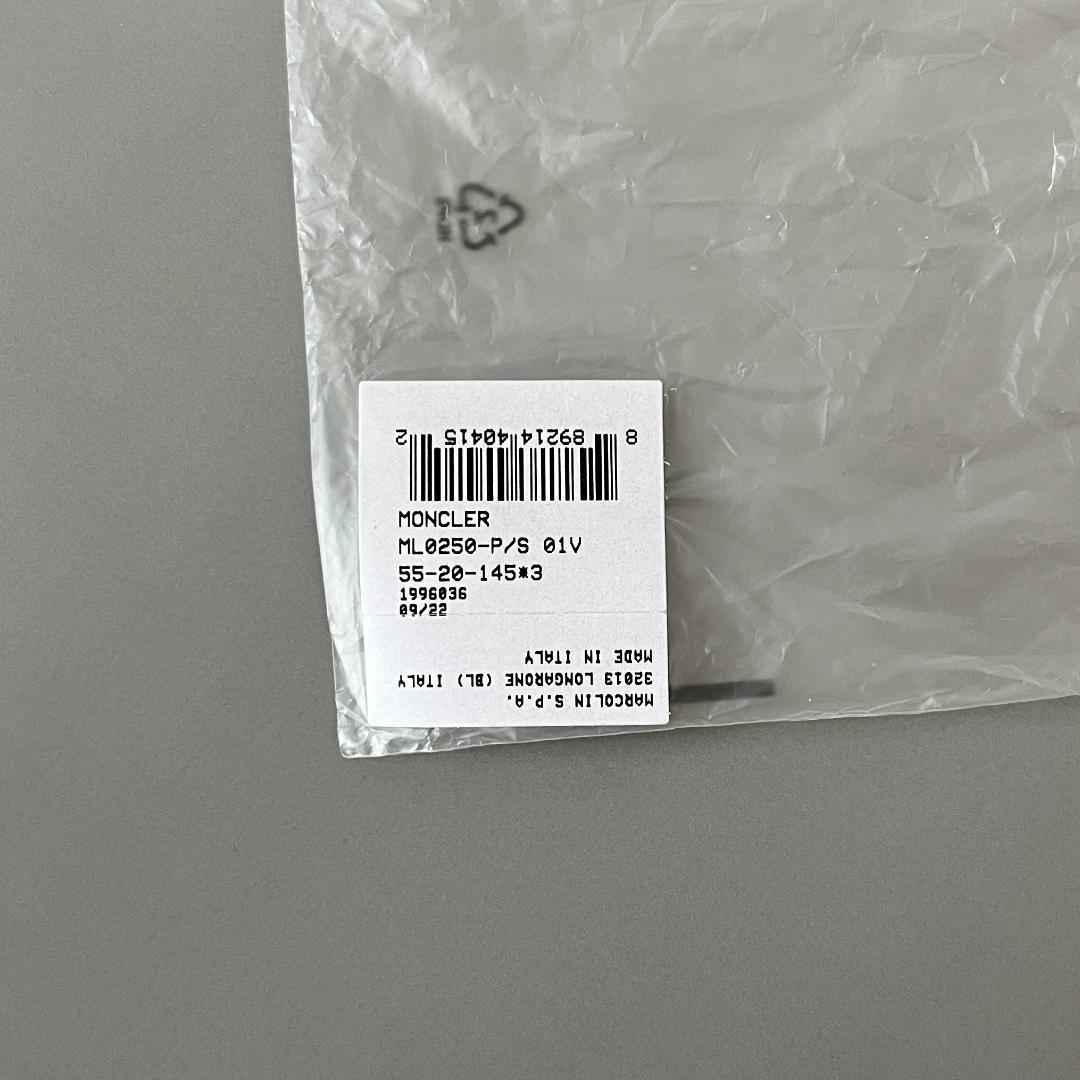 8 89214 40415 2
MONCLER
ML0250-P/S 01V
55-20-145*3
1996036
09/22
MARCOLIN S.P.A.
32013 LONGARONE (BL) ITALY
MADE IN ITALY